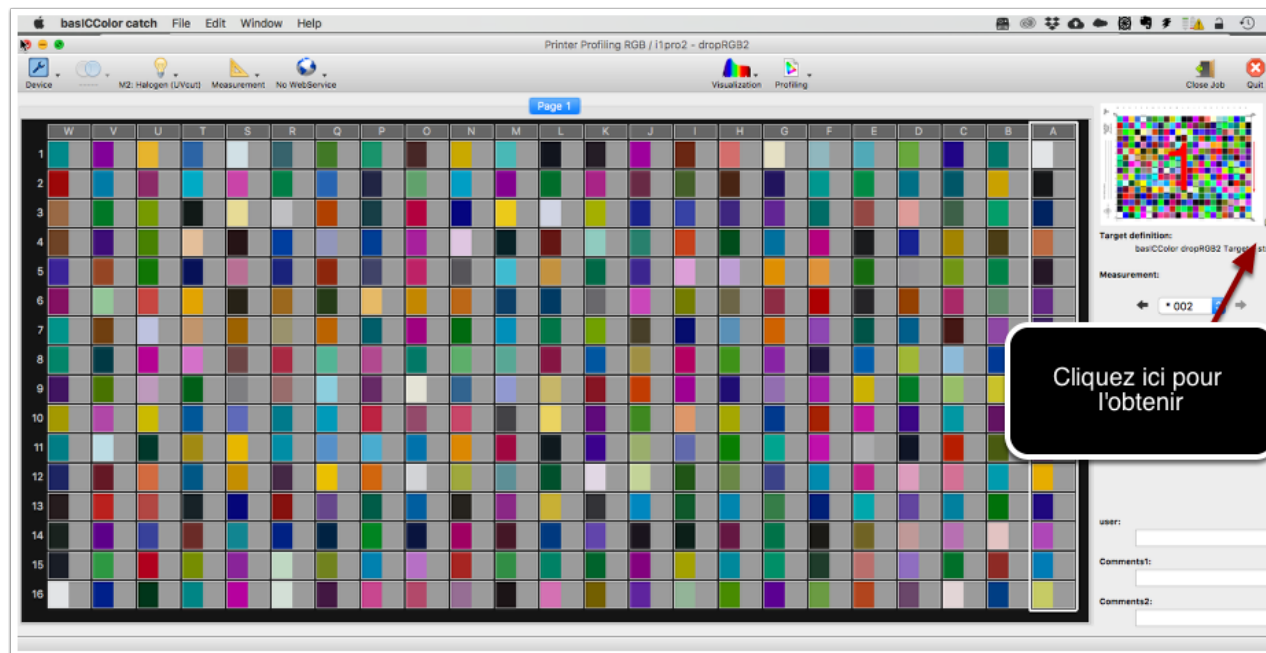 basICColor catch File Edit Window Help
Printer Profiling RGB / i1pro2 - dropRGB2
Device M2: Halogen (UVcut) Measurement No WebService Visualization Profiling Close Job Quit
Page 1
W V U T S R Q P O N M L K J I H G F E D C B A
1
2
3
4
5
6
7
8
9
10
11
12
13
14
15
16
1
Target definition:
basICColor dropRGB2 Target
Measurement:
* 002
Cliquez ici pour
l'obtenir
user:
Comments1:
Comments2: